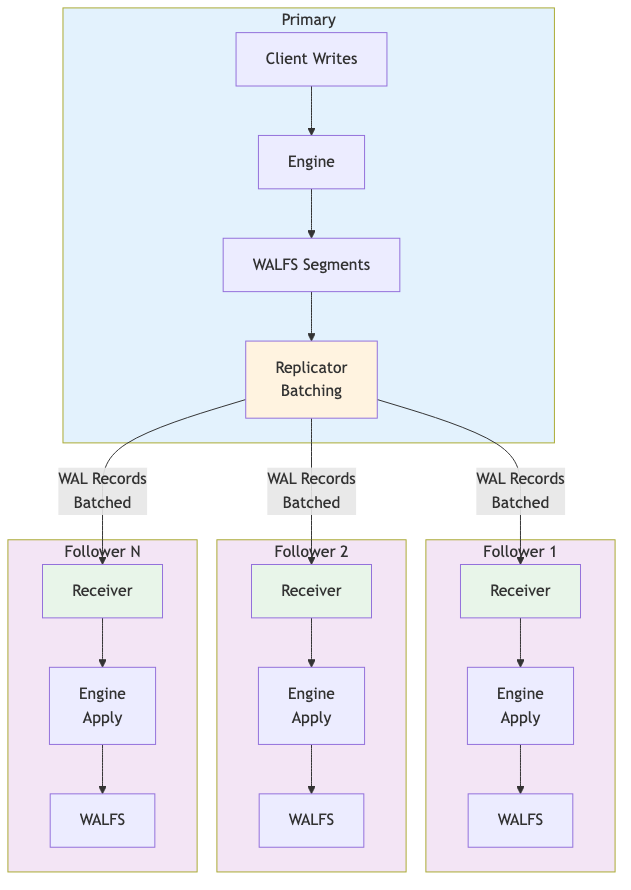 Primary
Client Writes
Engine
WALFS Segments
Replicator
Batching
WAL Records
Batched
WAL Records
Batched
WAL Records
Batched
Follower N
Receiver
Engine
Apply
WALFS
Follower 2
Receiver
Engine
Apply
WALFS
Follower 1
Receiver
Engine
Apply
WALFS